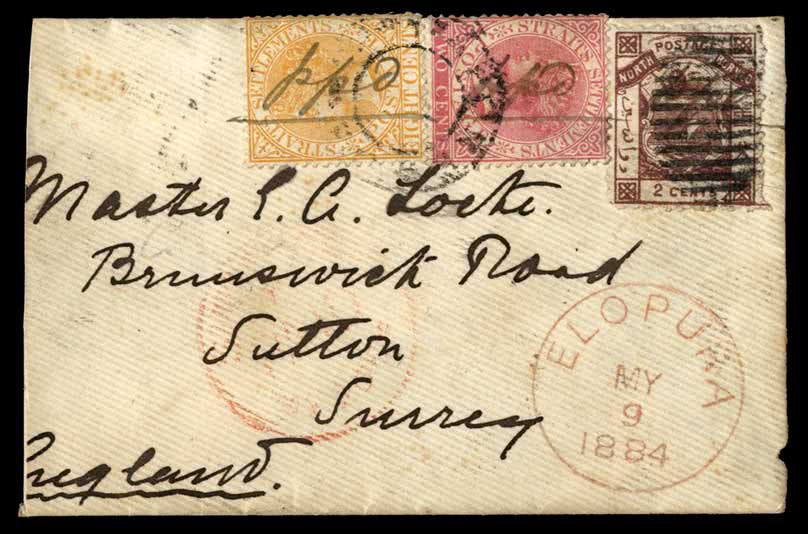 STRAITS SETTLEMENTS
EIGHT CENTS
STRAITS SETTLEMENTS
TWO CENTS
POSTAGE
NORTH
2 CENTS
Master E. A. Locke.
Brunswick Road
Sutton
Surrey
England.
ELOPURA
MY
9
1884